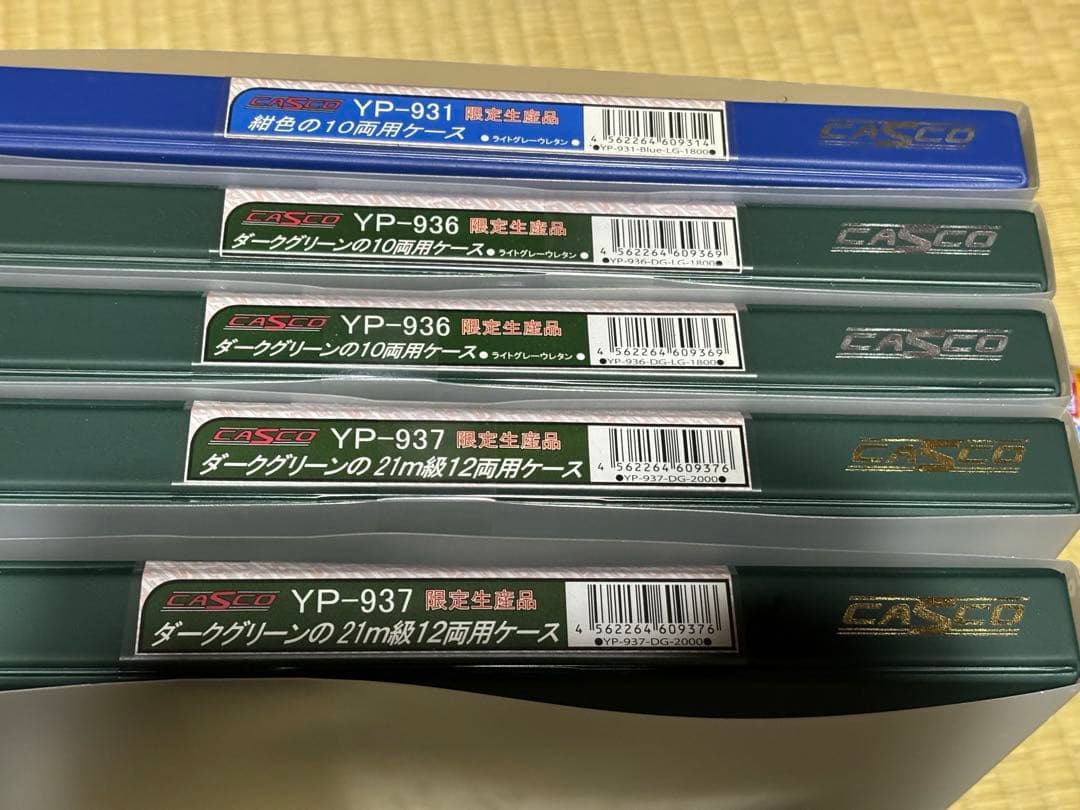 CASCO YP-931 限定生産品
紺色の10両用ケース ●ライトグレーウレタン●
4 562264 609314
●YP-931-Blue-LG-1800●
CASCO
CASCO YP-936 限定生産品
ダークグリーンの10両用ケース ●ライトグレーウレタン●
4 562264 609369
●YP-936-DG-LG-1800●
CASCO
CASCO YP-936 限定生産品
ダークグリーンの10両用ケース ●ライトグレーウレタン●
4 562264 609369
●YP-936-DG-LG-1800●
CASCO
CASCO YP-937 限定生産品
ダークグリーンの21m級12両用ケース
4 562264 609376
●YP-937-DG-2000●
CASCO
CASCO YP-937 限定生産品
ダークグリーンの21m級12両用ケース
4 562264 609376
●YP-937-DG-2000●
CASCO